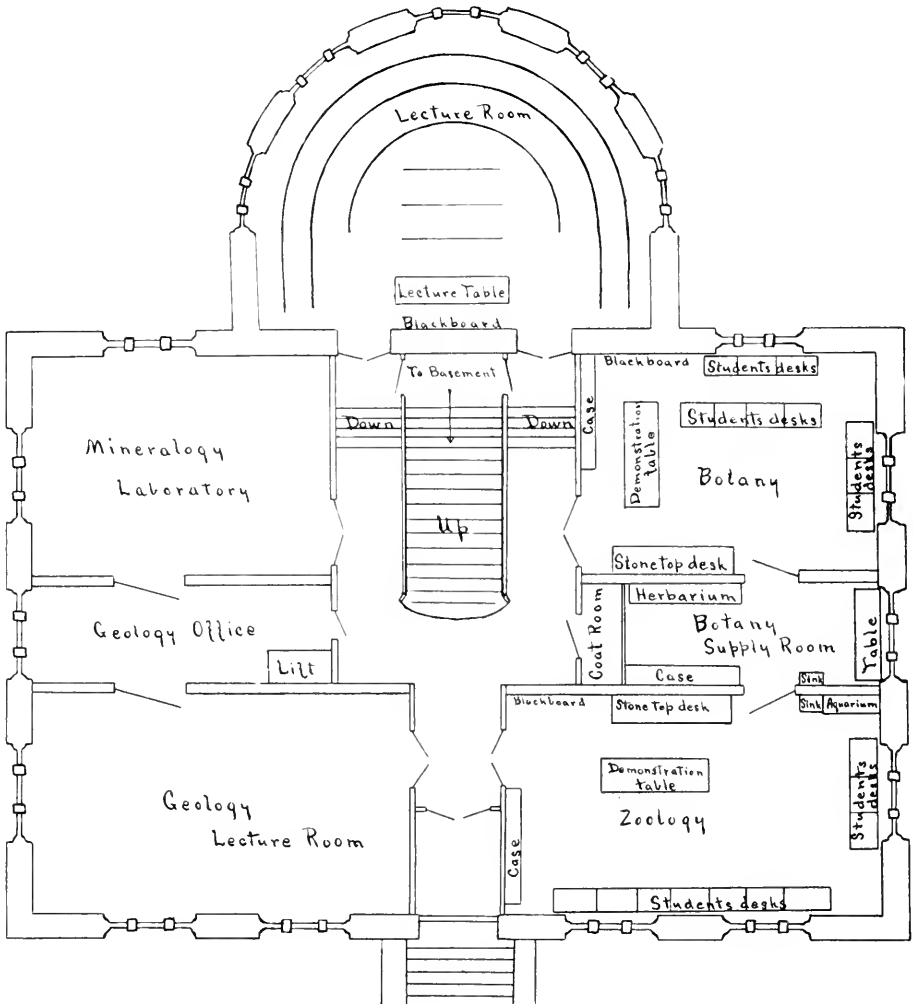 Lecture Room
Lecture Table
Blackboard
To Basement
Down
Down
Up
Mineralogy
Laboratory
Case
Blackboard
Students desks
Students desks
Demonstration
table
Students
desks
Botany
Stone top desk
Geology Office
Lift
Coat Room
Herbarium
Botany
Supply Room
Table
Case
Sink
Blackboard
Stone top desk
Sink
Aquarium
Geology
Lecture Room
Demonstration
table
Zoology
Students
desks
Case
Students desks